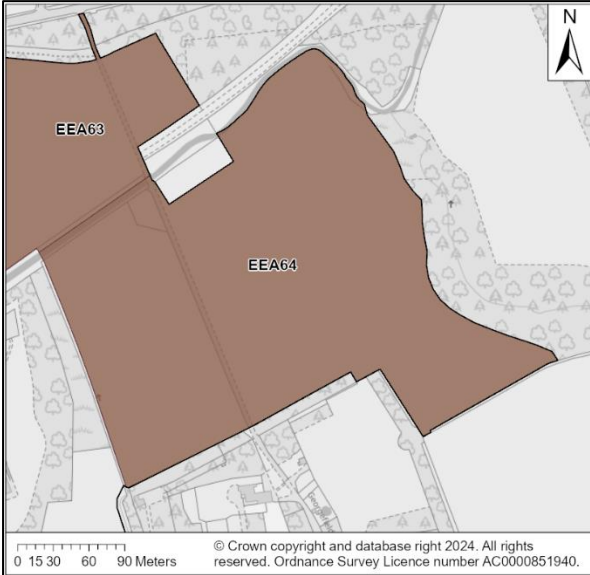 N
EEA63
EEA64
0 15 30 60 90 Meters
© Crown copyright and database right 2024. All rights
reserved. Ordnance Survey Licence number AC0000851940.